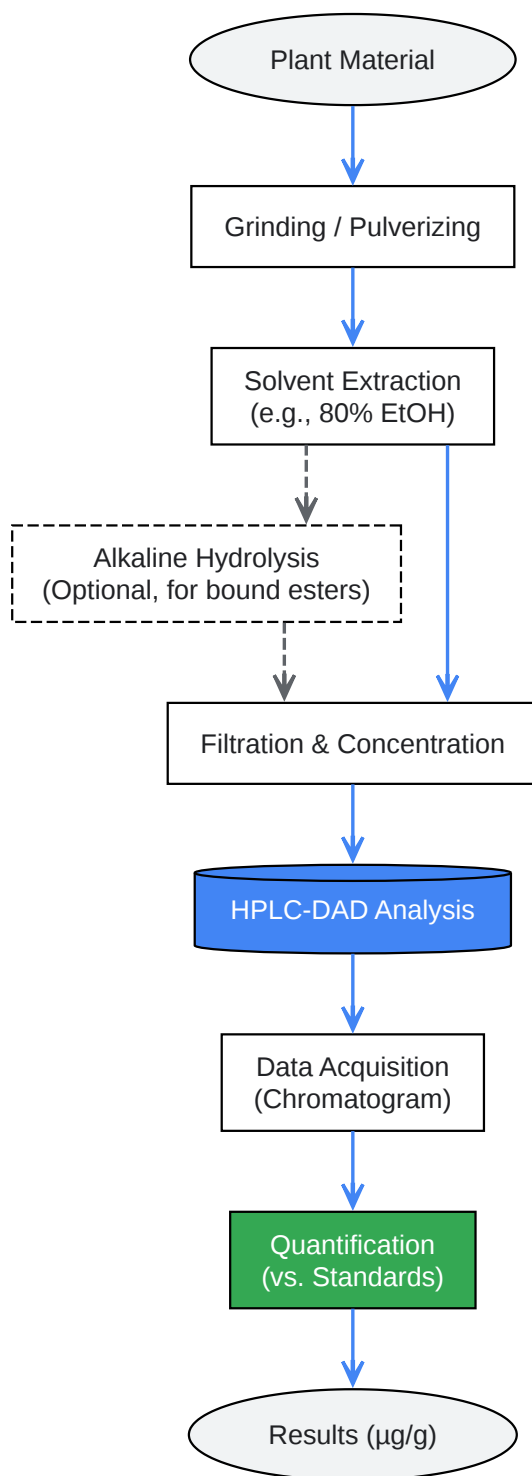 Plant Material
Grinding / Pulverizing
Solvent Extraction
(e.g., 80% EtOH)
Alkaline Hydrolysis
(Optional, for bound esters)
Filtration & Concentration
HPLC-DAD Analysis
Data Acquisition
(Chromatogram)
Quantification
(vs. Standards)
Results (µg/g)